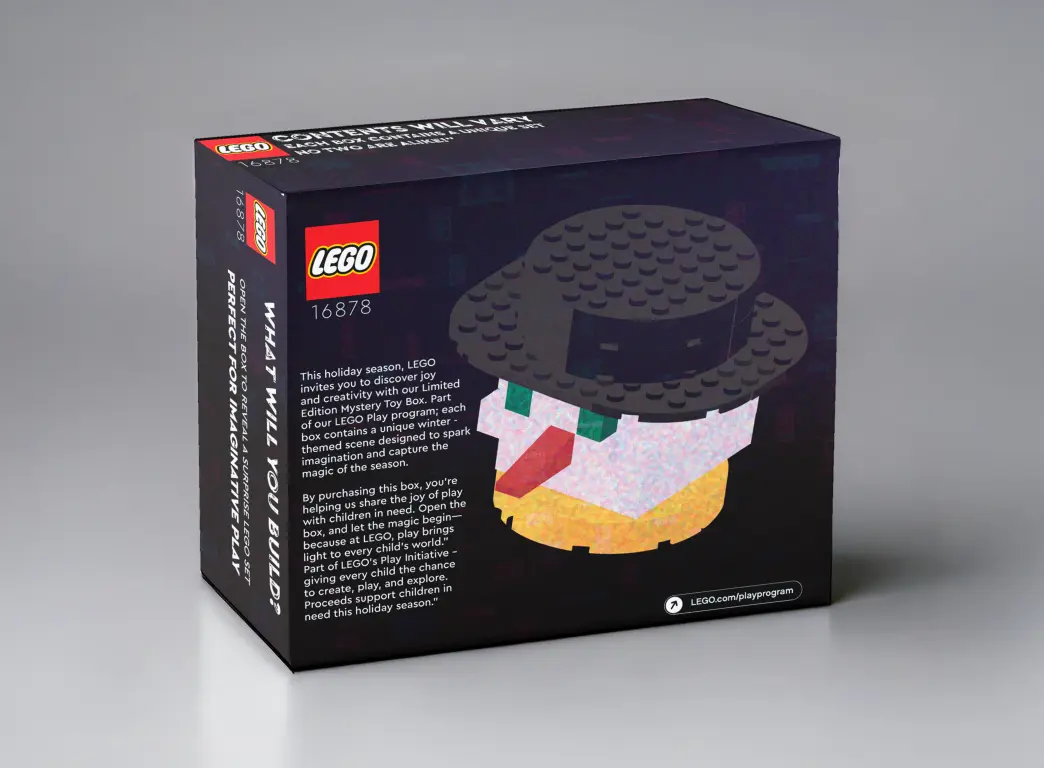 CONTENTS WILL VARY
EACH BOX CONTAINS A UNIQUE SET
NO TWO ARE ALIKE!"
LEGO
16878
LEGO
16878
WHAT WILL YOU BUILD?
OPEN THE BOX TO REVEAL A SURPRISE LEGO SET
PERFECT FOR IMAGINATIVE PLAY
LEGO
16878
This holiday season, LEGO
invites you to discover joy
and creativity with our Limited
Edition Mystery Toy Box. Part
of our LEGO Play program; each
box contains a unique winter -
themed scene designed to spark
imagination and capture the
magic of the season.
By purchasing this box, you're
helping us share the joy of play
with children in need. Open the
box, and let the magic begin—
because at LEGO, play brings
light to every child's world."
Part of LEGO's Play Initiative –
giving every child the chance
to create, play, and explore.
Proceeds support children in
need this holiday season."
LEGO.com/playprogram